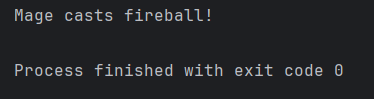 Mage casts fireball!
Process finished with exit code 0